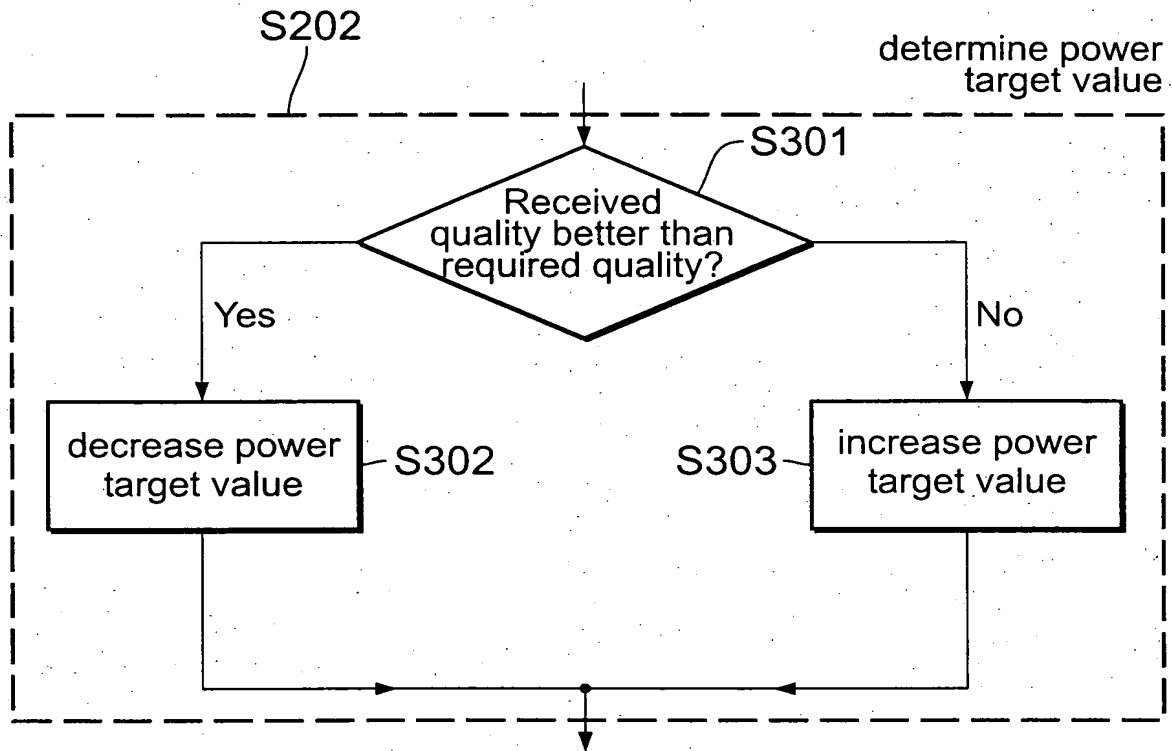 S202
determine power
target value
S301
Received
quality better than
required quality?
Yes
No
decrease power
target value
S302
S303
increase power
target value